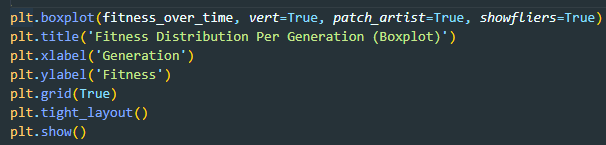 plt.boxplot(fitness_over_time, vert=True, patch_artist=True, showfliers=True)
plt.title('Fitness Distribution Per Generation (Boxplot)')
plt.xlabel('Generation')
plt.ylabel('Fitness')
plt.grid(True)
plt.tight_layout()
plt.show()